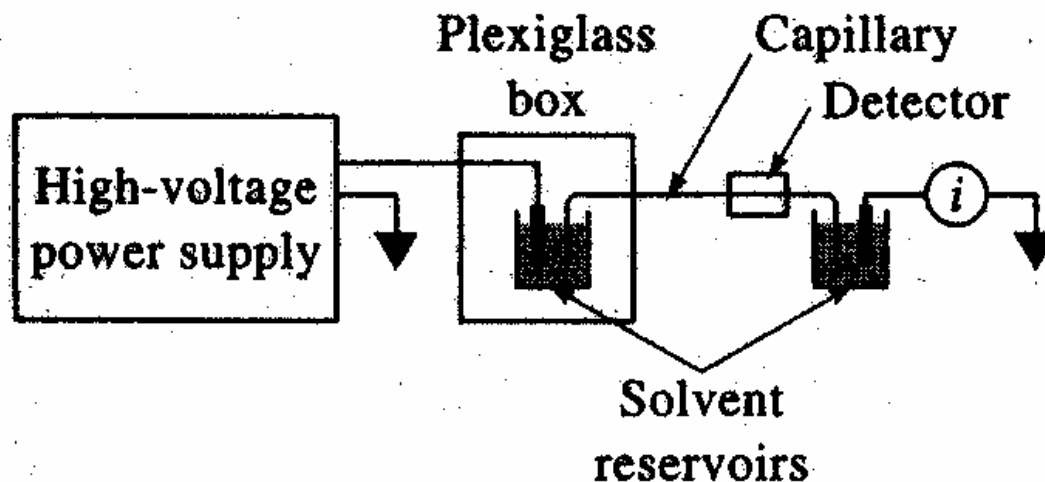 Plexiglass
box
Capillary
Detector
High-voltage
power supply
i
Solvent
reservoirs